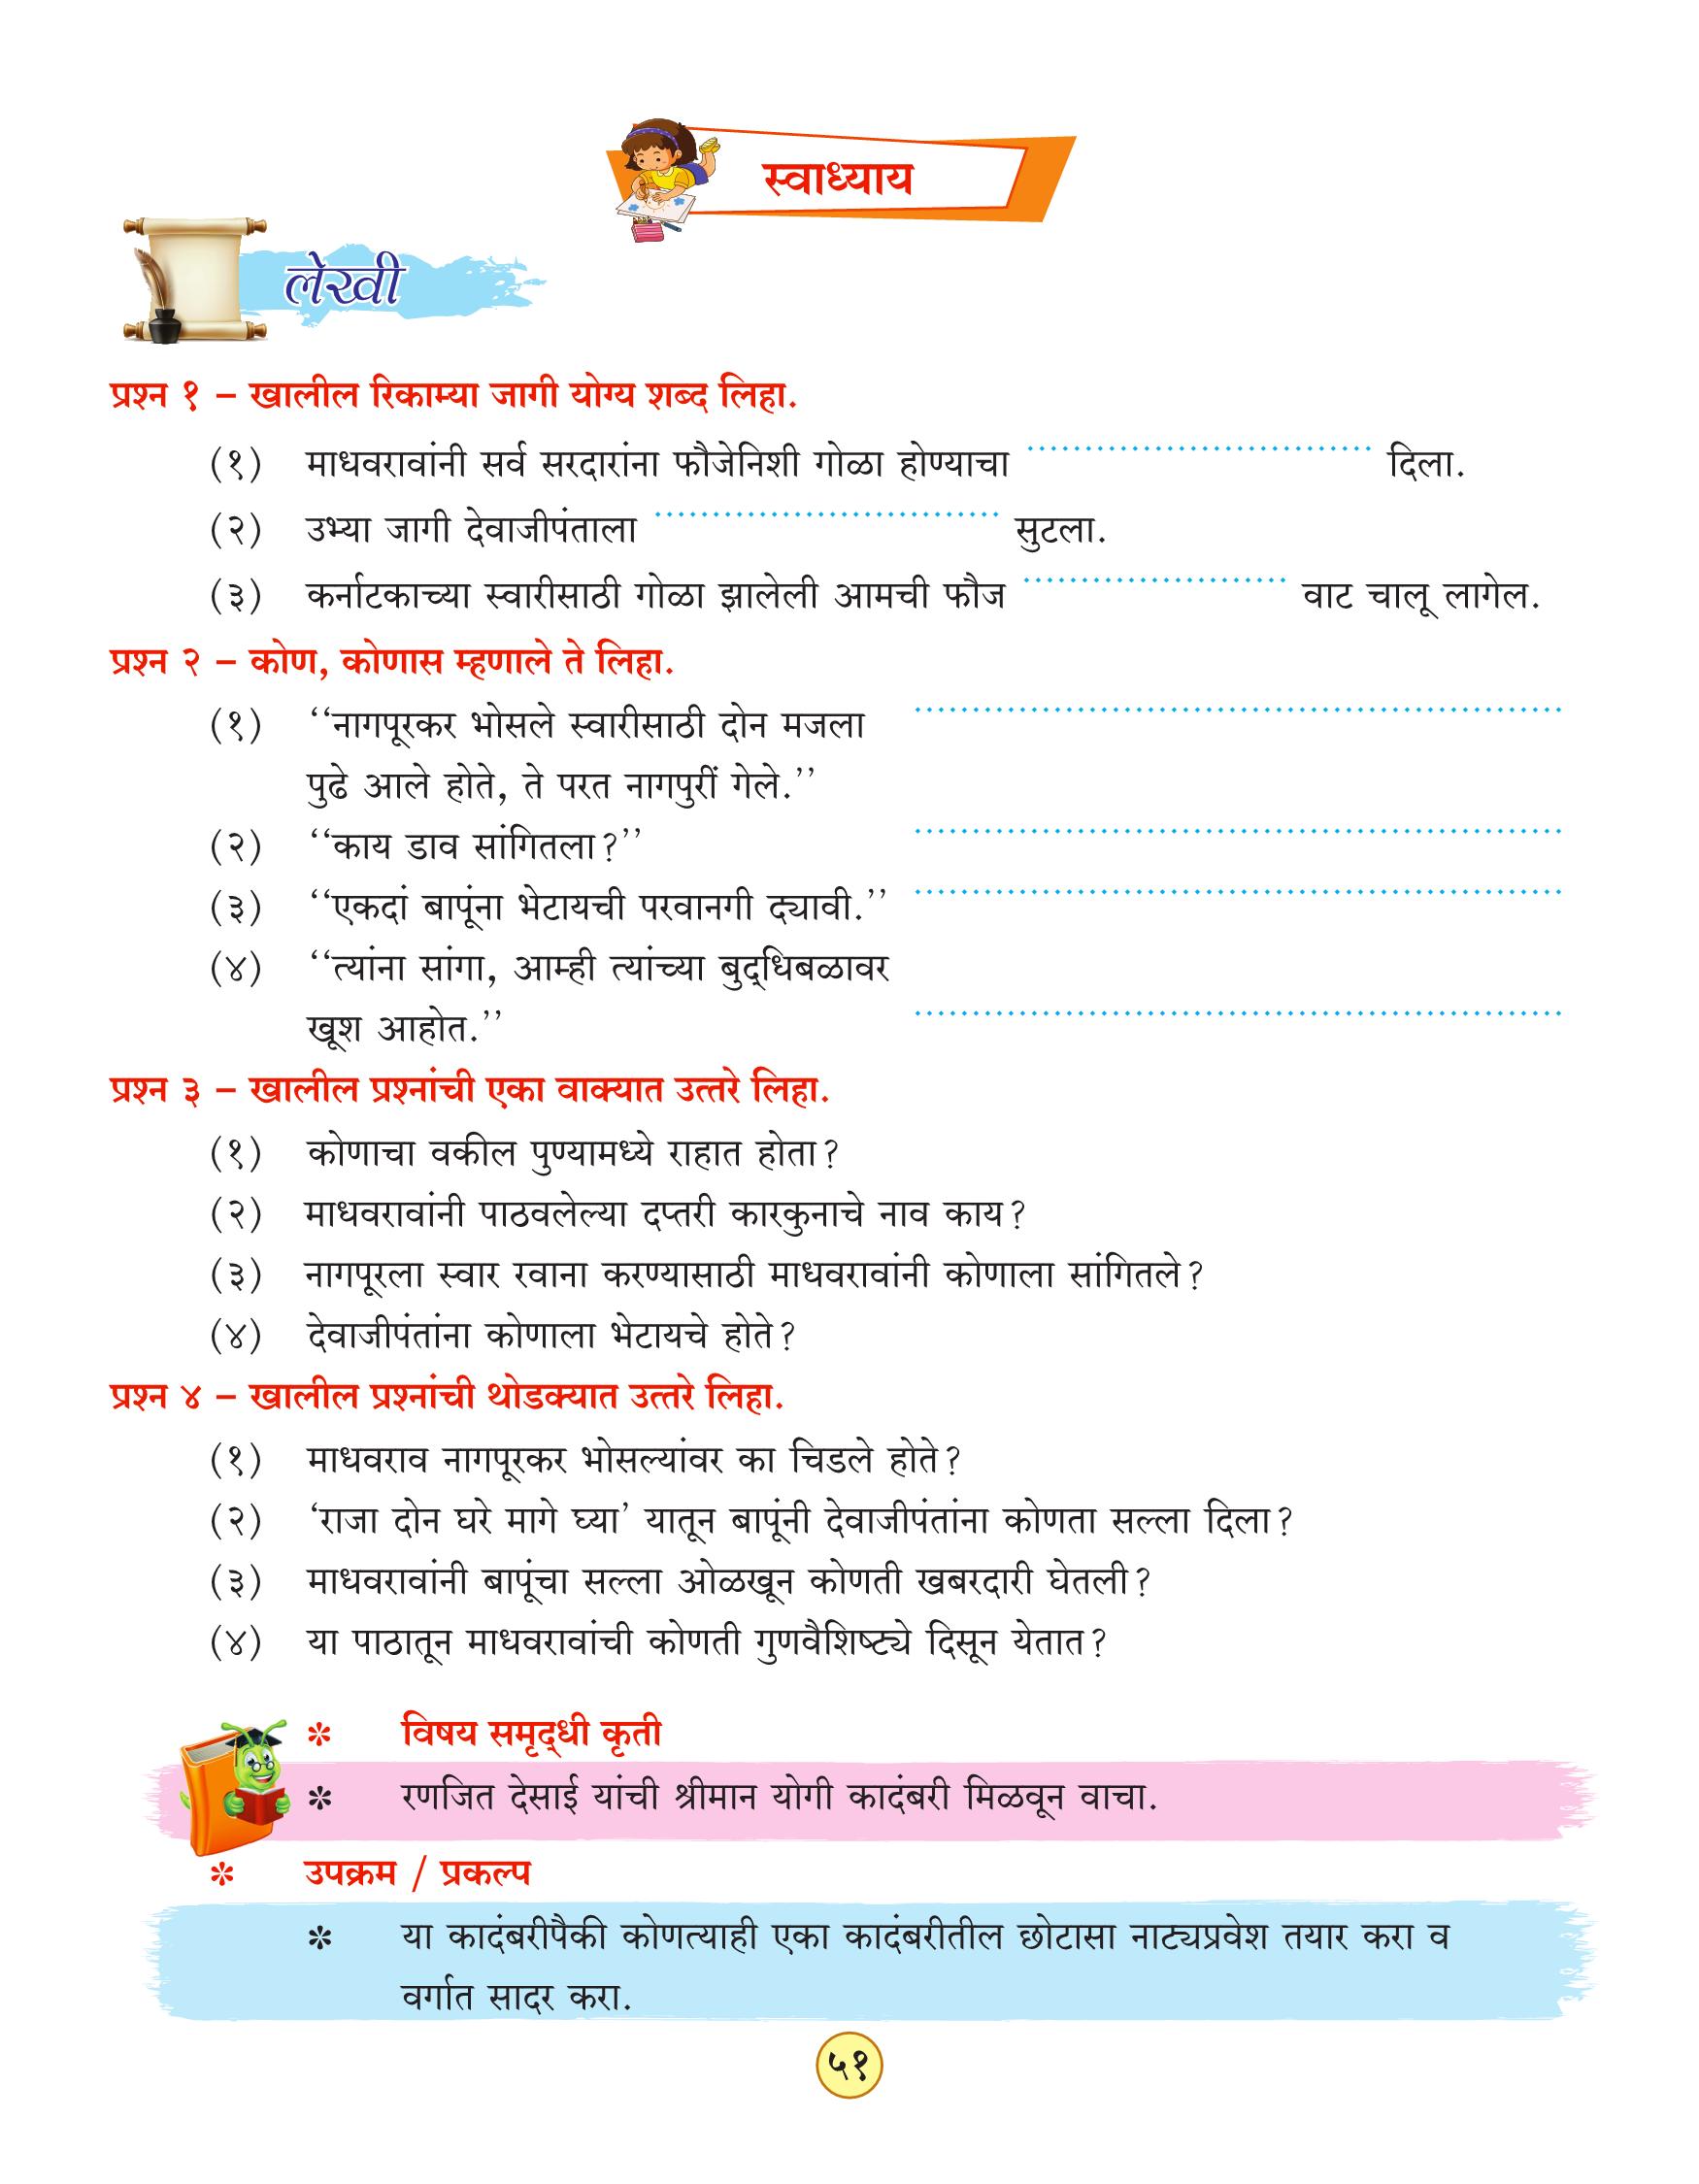 स्वाध्याय
लेखी
प्रश्न १ – खालील रिकाम्या जागी योग्य शब्द लिहा.
(१) माधवरावांनी सर्व सरदारांना फौजेनिशी गोळा होण्याचा ............................. दिला.
(२) उभ्या जागी देवाजीपंताला ............................. सुटला.
(३) कर्नाटकाच्या स्वारीसाठी गोळा झालेली आमची फौज ...................... वाट चालू लागेल.
प्रश्न २ – कोण, कोणास म्हणाले ते लिहा.
(१) ‘‘नागपूरकर भोसले स्वारीसाठी दोन मजला .......................................................
पुढे आले होते, ते परत नागपुरीं गेले.’’
(२) ‘‘काय डाव सांगितला?’’ .......................................................
(३) ‘‘एकदां बापूंना भेटायची परवानगी द्यावी.’’ .......................................................
(४) ‘‘त्यांना सांगा, आम्ही त्यांच्या बुद्धिबळावर
खूश आहोत.’’ .......................................................
प्रश्न ३ – खालील प्रश्नांची एका वाक्यात उत्तरे लिहा.
(१) कोणाचा वकील पुण्यामध्ये राहात होता?
(२) माधवरावांनी पाठवलेल्या दप्तरी कारकुनाचे नाव काय?
(३) नागपूरला स्वार रवाना करण्यासाठी माधवरावांनी कोणाला सांगितले?
(४) देवाजीपंतांना कोणाला भेटायचे होते?
प्रश्न ४ – खालील प्रश्नांची थोडक्यात उत्तरे लिहा.
(१) माधवराव नागपूरकर भोसल्यांवर का चिडले होते?
(२) ‘राजा दोन घरे मागे घ्या’ यातून बापूंनी देवाजीपंतांना कोणता सल्ला दिला?
(३) माधवरावांनी बापूंचा सल्ला ओळखून कोणती खबरदारी घेतली?
(४) या पाठातून माधवरावांची कोणती गुणवैशिष्ट्ये दिसून येतात?
✻ विषय समृद्धी कृती
✻ रणजित देसाई यांची श्रीमान योगी कादंबरी मिळवून वाचा.
✻ उपक्रम / प्रकल्प
✻ या कादंबरीपैकी कोणत्याही एका कादंबरीतील छोटासा नाट्यप्रवेश तयार करा व
वर्गात सादर करा.
५१